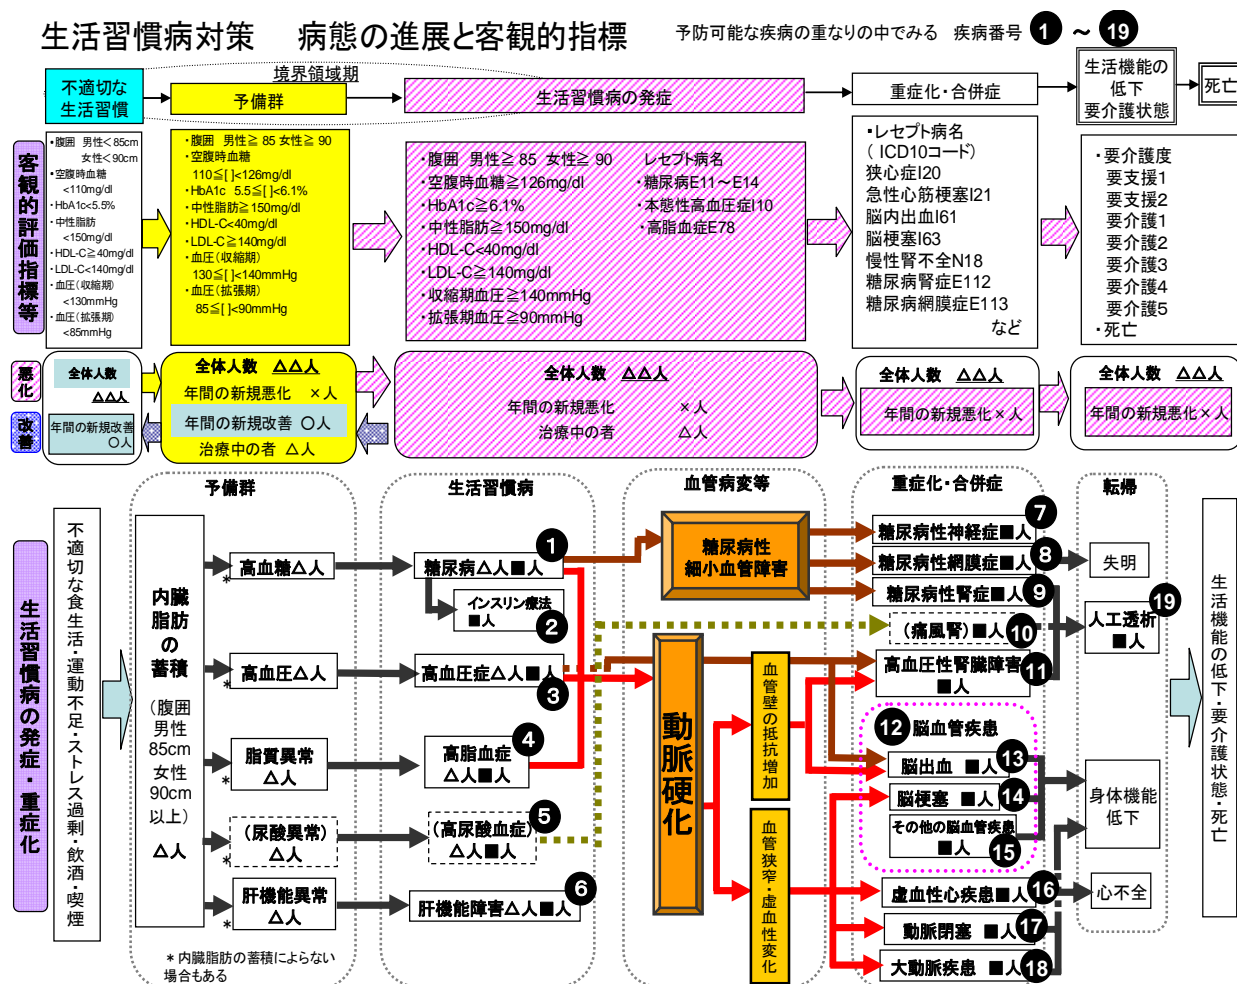 生活習慣病対策　　病態の進展と客観的指標
予防可能な疾病の重なりの中でみる　疾病番号 1 ～ 19
境界領域期
不適切な
生活習慣
予備群
生活習慣病の発症
重症化・合併症
生活機能の
低下
要介護状態
死亡
客観的評価指標等
・腹囲　男性＜85cm
女性＜90cm
・空腹時血糖
<110mg/dl
・HbA1c<5.5%
・中性脂肪
<150mg/dl
・HDL-C≧40mg/dl
・LDL-C<140mg/dl
・血圧（収縮期）
<130mmHg
・血圧（拡張期）
<85mmHg
・腹囲　男性≧ 85 女性≧ 90
・空腹時血糖
110≦[ ]<126mg/dl
・HbA1c 5.5≦[ ]<6.1%
・中性脂肪≧150mg/dl
・HDL-C<40mg/dl
・LDL-C≧140mg/dl
・血圧（収縮期）
130≦[ ]<140mmHg
・血圧（拡張期）
85≦[ ]<90mmHg
・腹囲　男性≧ 85 女性≧ 90
・空腹時血糖≧126mg/dl
・HbA1c≧6.1%
・中性脂肪≧150mg/dl
・HDL-C<40mg/dl
・LDL-C≧140mg/dl
・収縮期血圧≧140mmHg
・拡張期血圧≧90mmHg
レセプト病名
・糖尿病E11～E14
・本態性高血圧症I10
・高脂血症E78
・レセプト病名
（ICD10コード）
狭心症I20
急性心筋梗塞I21
脳内出血I61
脳梗塞I63
慢性腎不全N18
糖尿病腎症E112
糖尿病網膜症E113
など
・要介護度
要支援1
要支援2
要介護1
要介護2
要介護3
要介護4
要介護5
・死亡
悪化
改善
全体人数
△△人
年間の新規改善
〇人
全体人数　△△人
年間の新規悪化　×人
年間の新規改善　〇人
治療中の者　△人
全体人数　△△人
年間の新規悪化　×人
治療中の者　△人
全体人数　△△人
年間の新規悪化×人
全体人数　△△人
年間の新規悪化×人
生活習慣病の発症・重症化
不適切な食生活・運動不足・ストレス過剰・飲酒・喫煙
予備群
生活習慣病
血管病変等
重症化・合併症
転帰
内臓脂肪の蓄積
（腹囲
男性
85cm
女性
90cm
以上）
△人
高血糖△人
*
高血圧△人
*
脂質異常
△人
*
（尿酸異常）
△人
*
肝機能異常
△人
*
＊内臓脂肪の蓄積によらない
場合もある
1
糖尿病△人■人
インスリン療法
■人
2
高血圧症△人■人
3
4
高脂血症
△人■人
5
（高尿酸血症）
△人■人
6
肝機能障害△人■人
糖尿病性
細小血管障害
動脈硬化
血管壁の抵抗増加
血管狭窄・虚血性変化
7
糖尿病性神経症■人
糖尿病性網膜症■人
8
糖尿病性腎症■人
9
（痛風腎）■人
10
高血圧性腎臓障害
■人
11
12 脳血管疾患
脳出血　■人
13
脳梗塞　■人
14
その他の脳血管疾患
■人
15
虚血性心疾患■人
16
動脈閉塞　■人
17
大動脈疾患　■人
18
失明
19
人工透析
■人
身体機能
低下
心不全
生活機能の低下・要介護状態・死亡